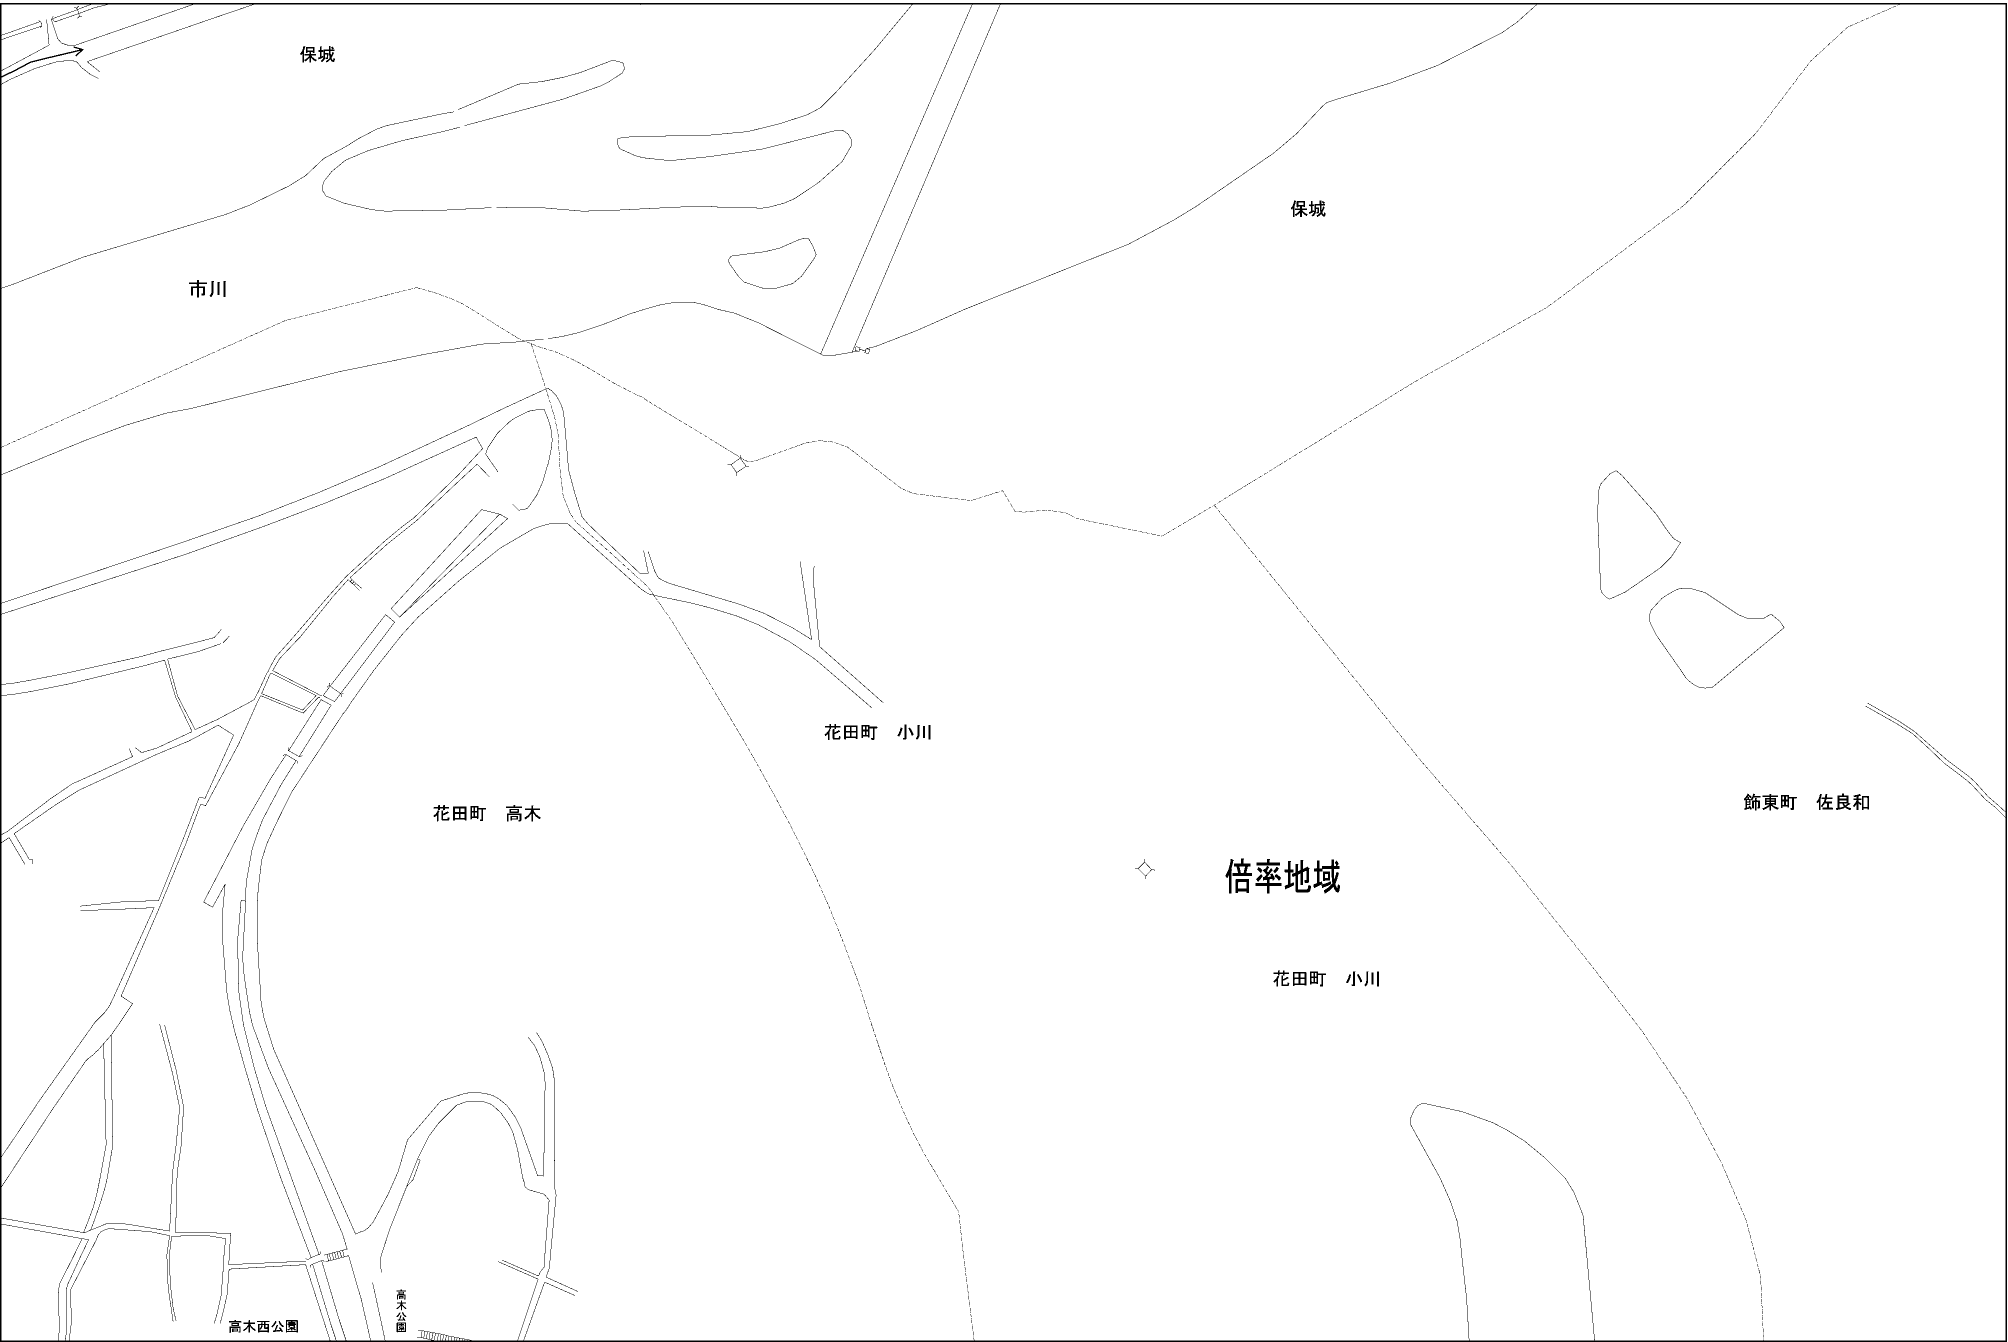 保城
保城
市川
花田町　小川
花田町　高木
飾東町　佐良和
倍率地域
花田町　小川
高木公園
高木西公園